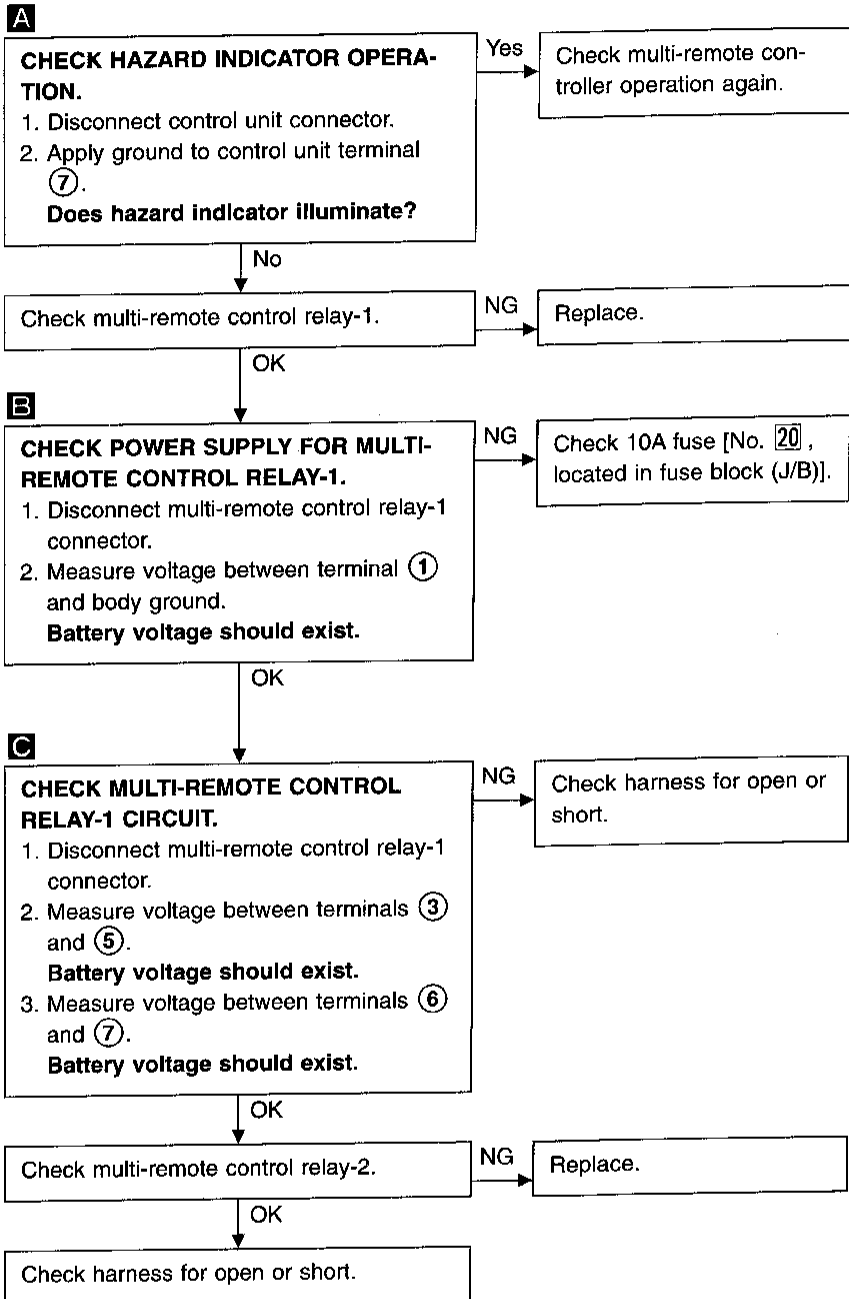 A
CHECK HAZARD INDICATOR OPERA-
TION.
1. Disconnect control unit connector.
2. Apply ground to control unit terminal
⑦.
Does hazard indicator illuminate?
Yes
Check multi-remote con-
troller operation again.
No
Check multi-remote control relay-1.
NG
Replace.
OK
B
CHECK POWER SUPPLY FOR MULTI-
REMOTE CONTROL RELAY-1.
1. Disconnect multi-remote control relay-1
connector.
2. Measure voltage between terminal ①
and body ground.
Battery voltage should exist.
NG
Check 10A fuse [No. 20,
located in fuse block (J/B)].
OK
C
CHECK MULTI-REMOTE CONTROL
RELAY-1 CIRCUIT.
1. Disconnect multi-remote control relay-1
connector.
2. Measure voltage between terminals ③
and ⑤.
Battery voltage should exist.
3. Measure voltage between terminals ⑥
and ⑦.
Battery voltage should exist.
NG
Check harness for open or
short.
OK
Check multi-remote control relay-2.
NG
Replace.
OK
Check harness for open or short.